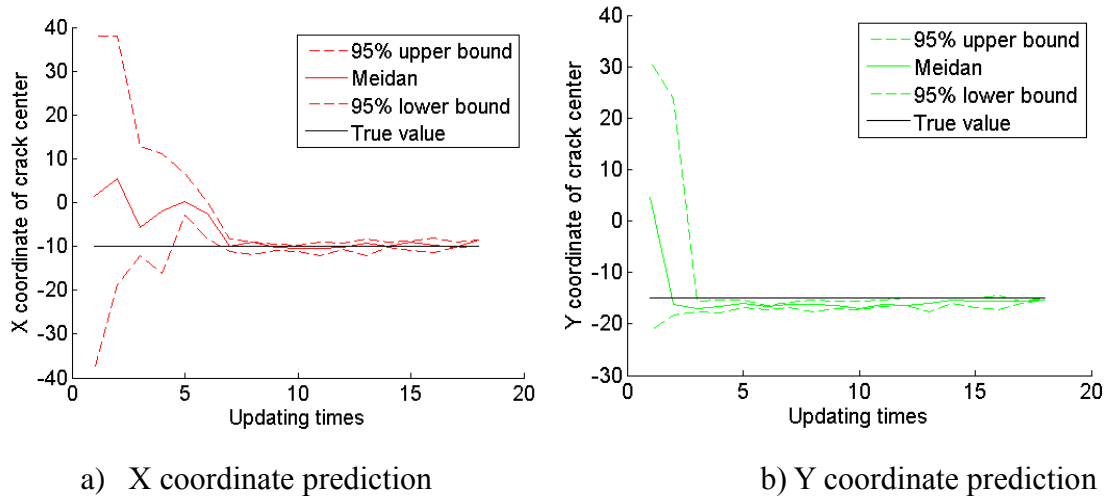 40
30
20
10
0
-10
-20
-30
-40
X coordinate of crack center
95% upper bound
Meidan
95% lower bound
True value
0 5 10 15 20
Updating times
a) X coordinate prediction
40
30
20
10
0
-10
-20
-30
Y coordinate of crack center
95% upper bound
Meidan
95% lower bound
True value
0 5 10 15 20
Updating times
b) Y coordinate prediction